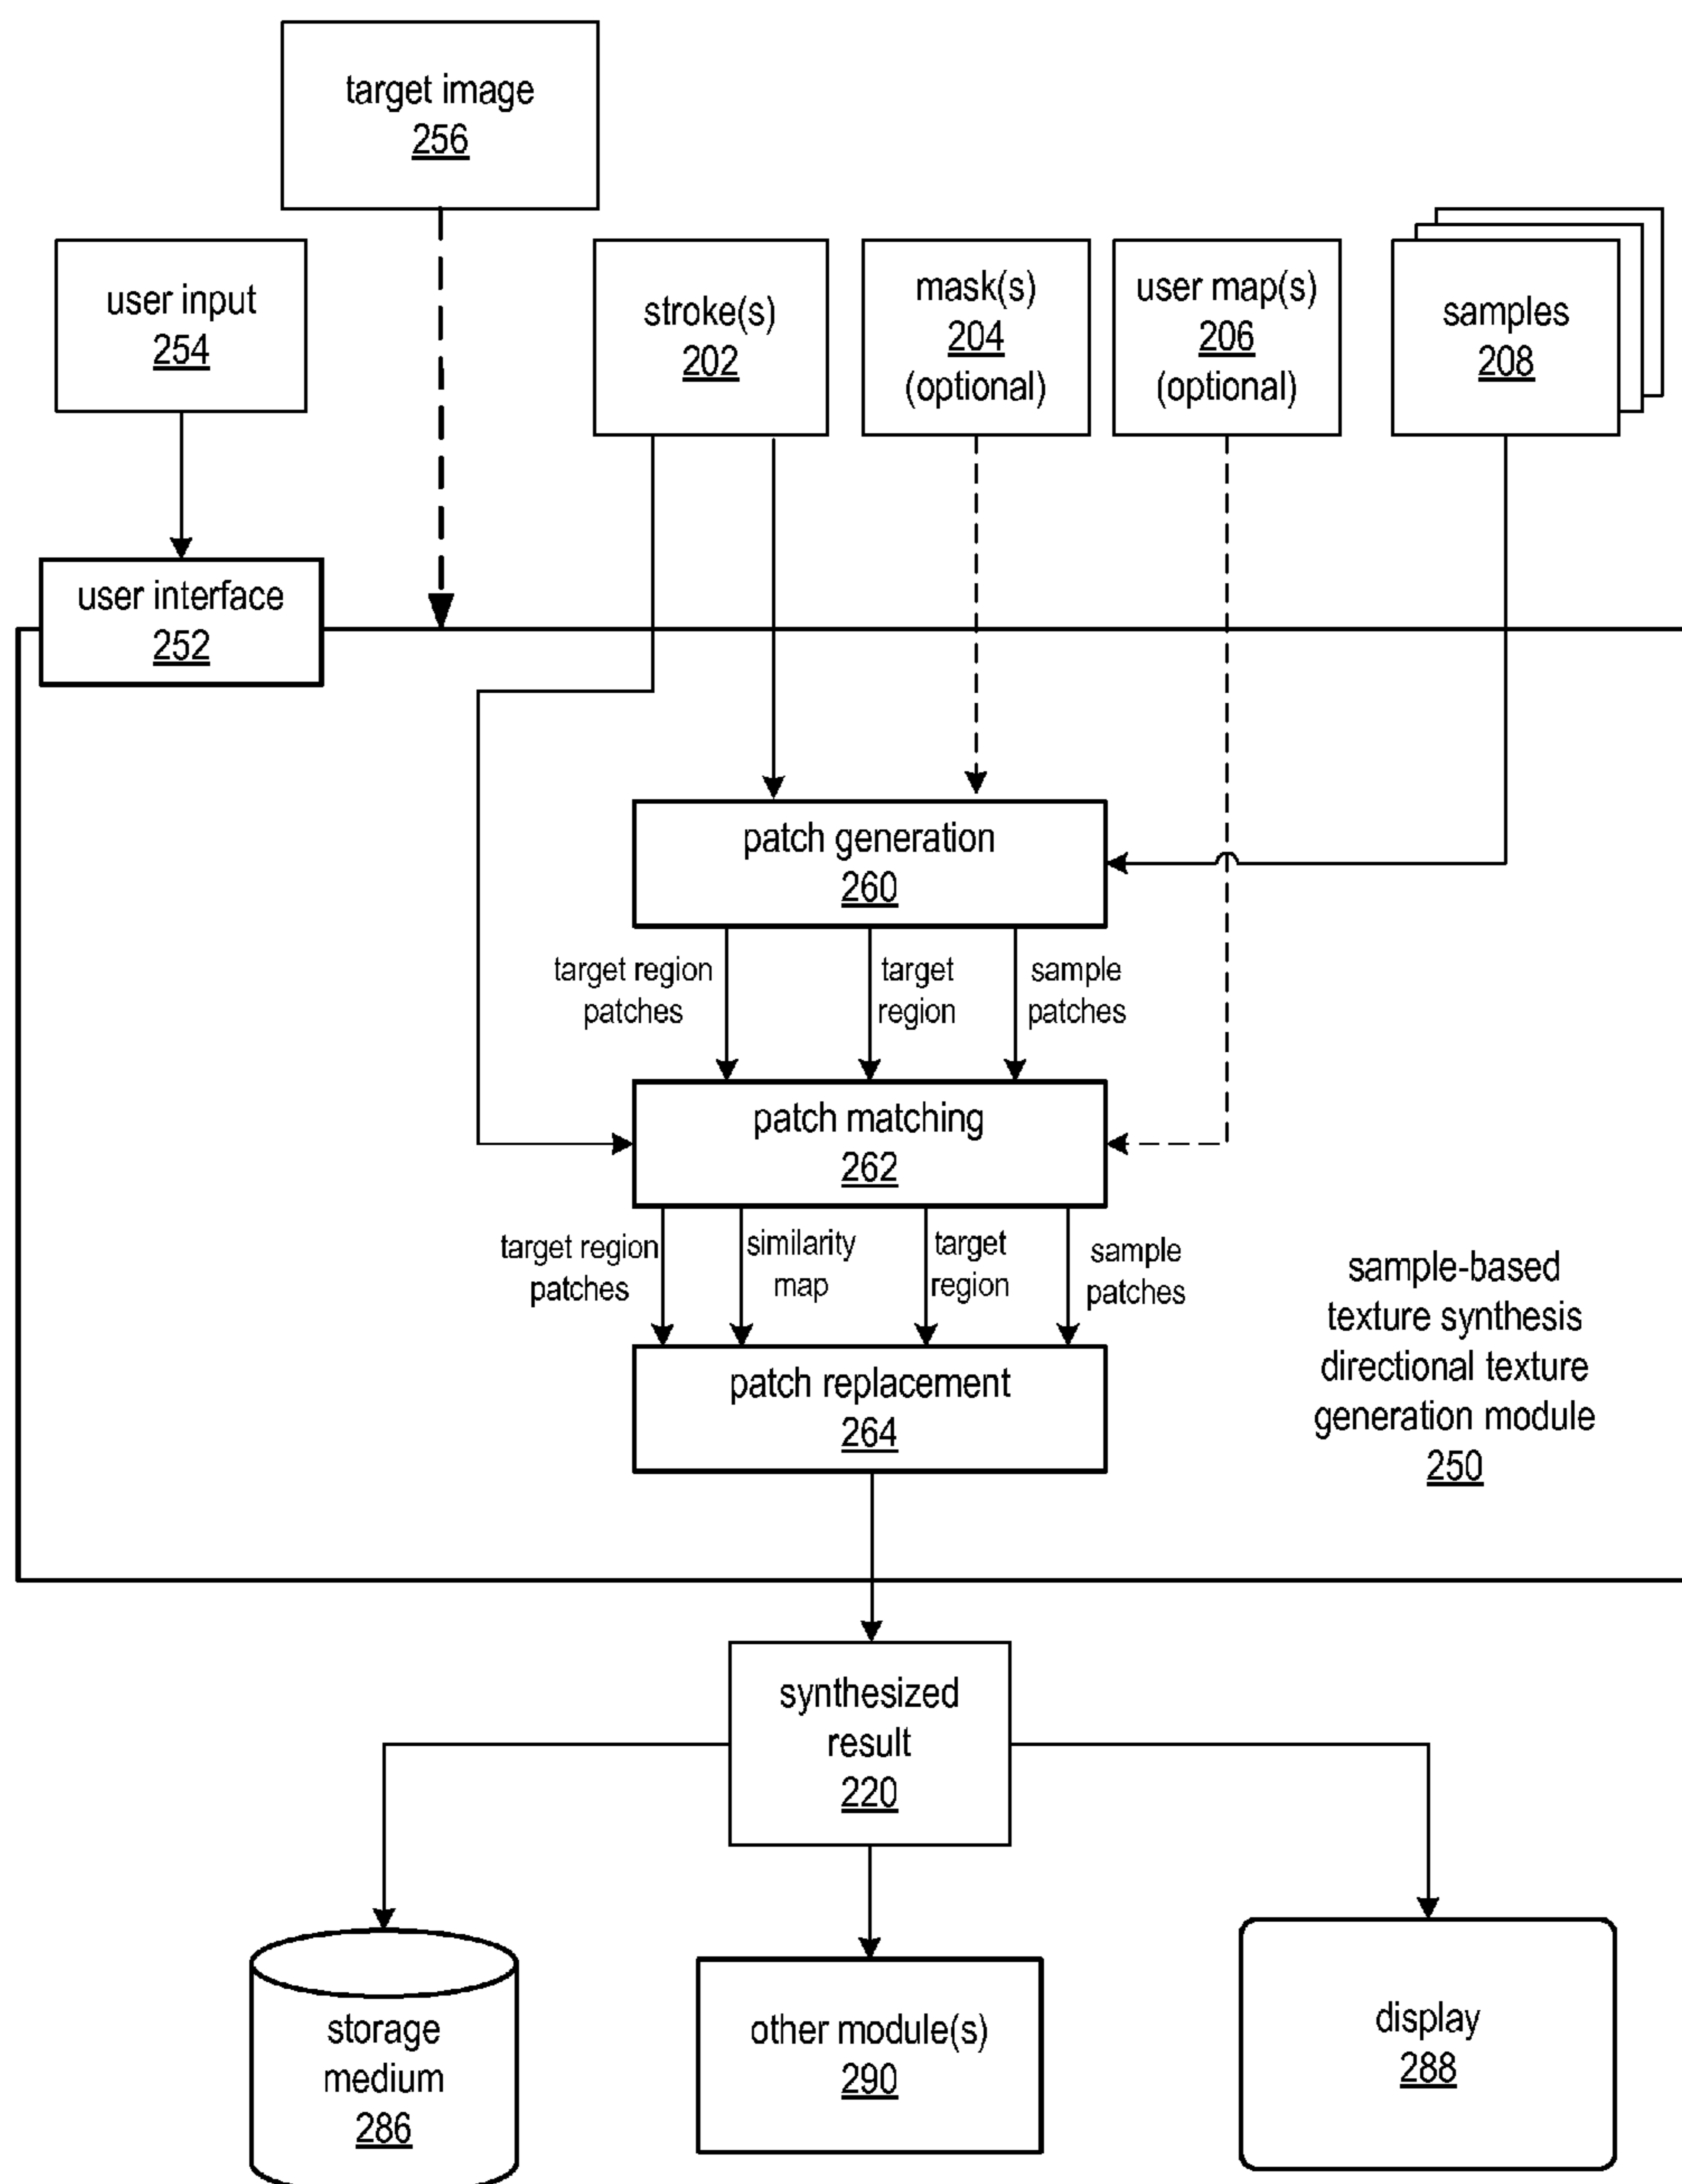 target image
256
user input
254
stroke(s)
202
mask(s)
204
(optional)
user map(s)
206
(optional)
samples
208
user interface
252
patch generation
260
target region
patches
target
region
sample
patches
patch matching
262
target region
patches
similarity
map
target
region
sample
patches
patch replacement
264
sample-based
texture synthesis
directional texture
generation module
250
synthesized
result
220
storage
medium
286
other module(s)
290
display
288